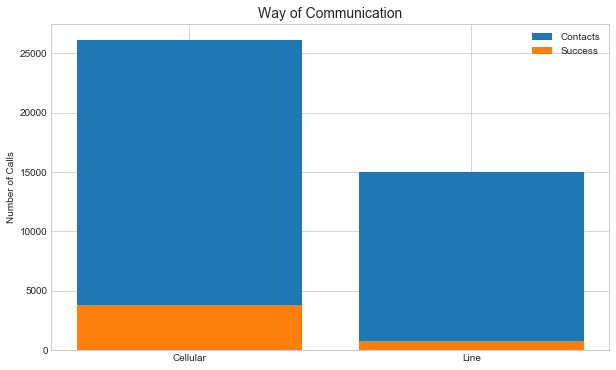 Way of Communication
Contacts
Success
25000
20000
15000
10000
5000
0
Number of Calls
Cellular
Line